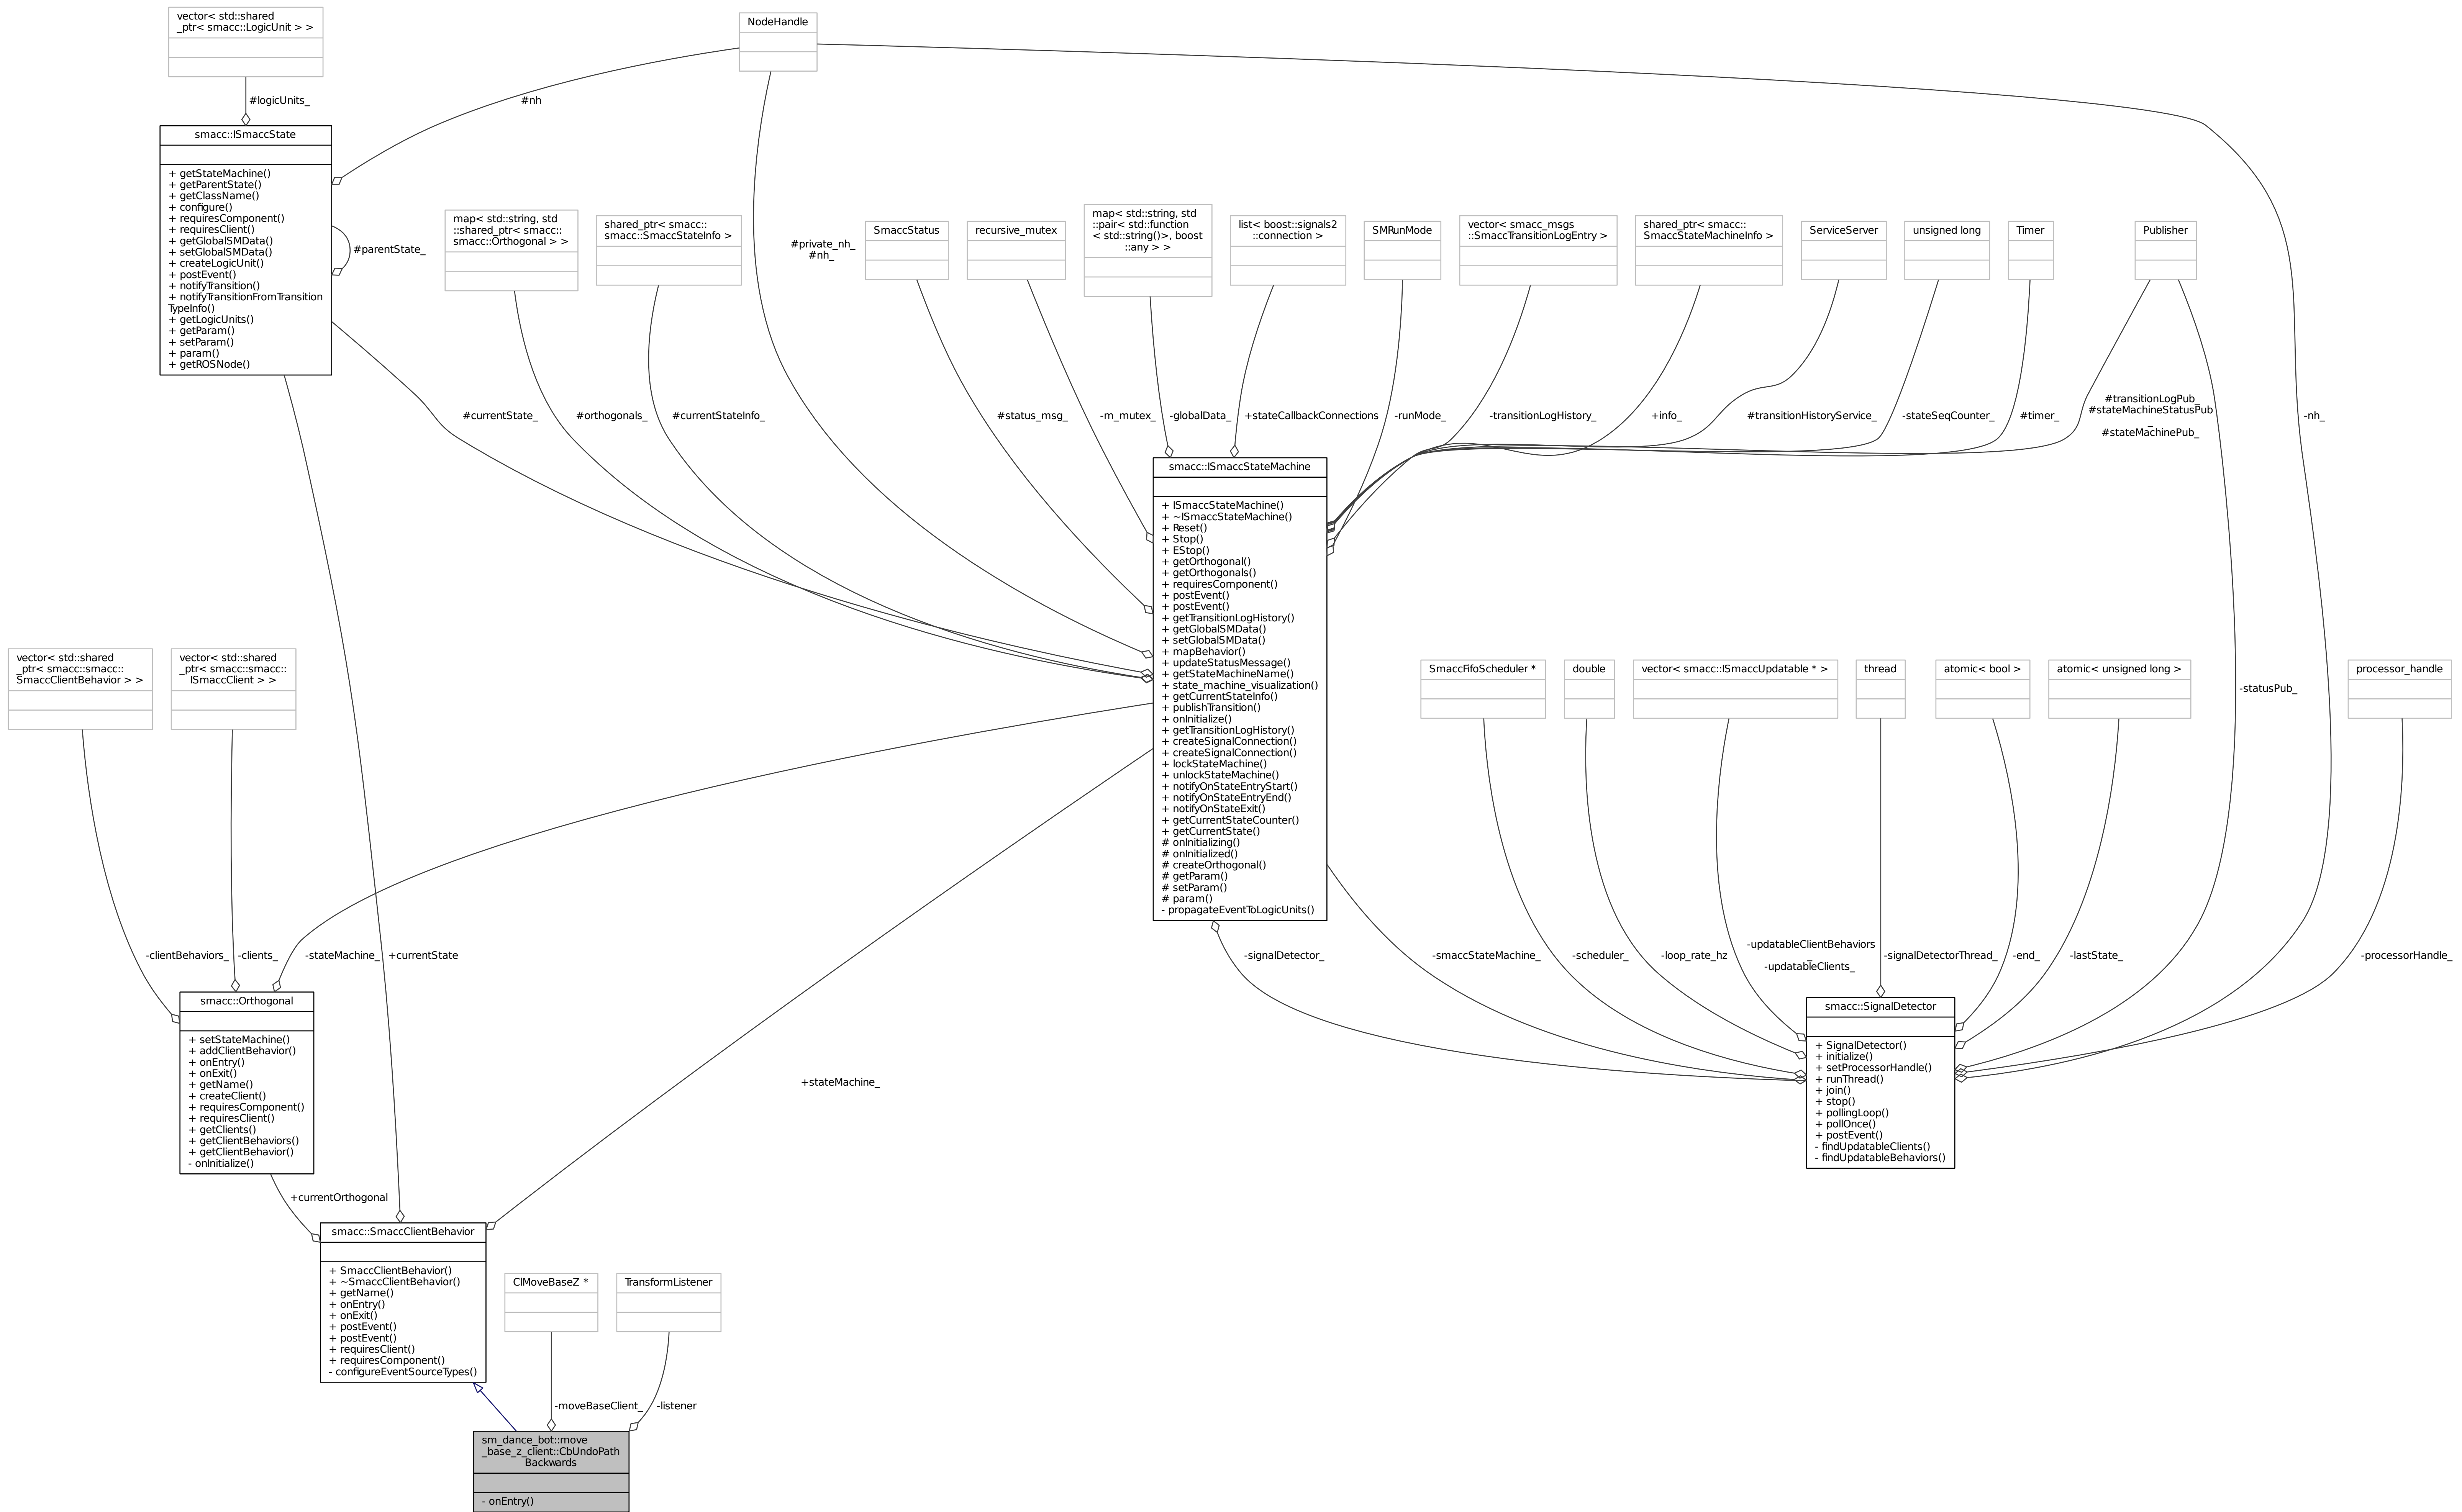 vector< std::shared
_ptr< smacc::LogicUnit > >
NodeHandle
#logicUnits_
#nh
smacc::ISmaccState
+ getStateMachine()
+ getParentState()
+ getClassName()
+ configure()
+ requiresComponent()
+ requiresClient()
+ getGlobalSMData()
+ setGlobalSMData()
+ createLogicUnit()
+ postEvent()
+ notifyTransition()
+ notifyTransitionFromTransition
TypeInfo()
+ getLogicUnits()
+ getParam()
+ setParam()
+ param()
+ getROSNode()
#parentState_
map< std::string, std
::shared_ptr< smacc::
smacc::Orthogonal > >
shared_ptr< smacc::
smacc::SmaccStateInfo >
#private_nh_
#nh_
SmaccStatus
recursive_mutex
map< std::string, std
::pair< std::function
< std::string()>, boost
::any > >
list< boost::signals2
::connection >
SMRunMode
vector< smacc_msgs
::SmaccTransitionLogEntry >
shared_ptr< smacc::
SmaccStateMachineInfo >
ServiceServer
unsigned long
Timer
Publisher
#currentState_
#orthogonals_
#currentStateInfo_
#status_msg_
-m_mutex_
-globalData_
+stateCallbackConnections
-runMode_
-transitionLogHistory_
+info_
#transitionHistoryService_
-stateSeqCounter_
#timer_
#transitionLogPub_
#stateMachineStatusPub
_
#stateMachinePub_
-nh_
smacc::ISmaccStateMachine
+ ISmaccStateMachine()
+ ~ISmaccStateMachine()
+ Reset()
+ Stop()
+ EStop()
+ getOrthogonal()
+ getOrthogonals()
+ requiresComponent()
+ postEvent()
+ postEvent()
+ getTransitionLogHistory()
+ getGlobalSMData()
+ setGlobalSMData()
+ mapBehavior()
+ updateStatusMessage()
+ getStateMachineName()
+ state_machine_visualization()
+ getCurrentStateInfo()
+ publishTransition()
+ onInitialize()
+ getTransitionLogHistory()
+ createSignalConnection()
+ createSignalConnection()
+ lockStateMachine()
+ unlockStateMachine()
+ notifyOnStateEntryStart()
+ notifyOnStateEntryEnd()
+ notifyOnStateExit()
+ getCurrentStateCounter()
+ getCurrentState()
# onInitializing()
# onInitialized()
# createOrthogonal()
# getParam()
# setParam()
# param()
- propagateEventToLogicUnits()
vector< std::shared
_ptr< smacc::smacc::
SmaccClientBehavior > >
vector< std::shared
_ptr< smacc::smacc::
ISmaccClient > >
SmaccFifoScheduler *
double
vector< smacc::ISmaccUpdatable * >
thread
atomic< bool >
atomic< unsigned long >
-statusPub_
processor_handle
-clientBehaviors_
-clients_
-stateMachine_
+currentState
-signalDetector_
-smaccStateMachine_
-scheduler_
-loop_rate_hz
-updatableClientBehaviors
_
-updatableClients_
-signalDetectorThread_
-end_
-lastState_
-processorHandle_
smacc::Orthogonal
+ setStateMachine()
+ addClientBehavior()
+ onEntry()
+ onExit()
+ getName()
+ createClient()
+ requiresComponent()
+ requiresClient()
+ getClients()
+ getClientBehaviors()
+ getClientBehavior()
- onInitialize()
smacc::SignalDetector
+ SignalDetector()
+ initialize()
+ setProcessorHandle()
+ runThread()
+ join()
+ stop()
+ pollingLoop()
+ pollOnce()
+ postEvent()
- findUpdatableClients()
- findUpdatableBehaviors()
+stateMachine_
+currentOrthogonal
smacc::SmaccClientBehavior
+ SmaccClientBehavior()
+ ~SmaccClientBehavior()
+ getName()
+ onEntry()
+ onExit()
+ postEvent()
+ postEvent()
+ requiresClient()
+ requiresComponent()
- configureEventSourceTypes()
ClMoveBaseZ *
TransformListener
-moveBaseClient_
-listener
sm_dance_bot::move
_base_z_client::CbUndoPath
Backwards
- onEntry()